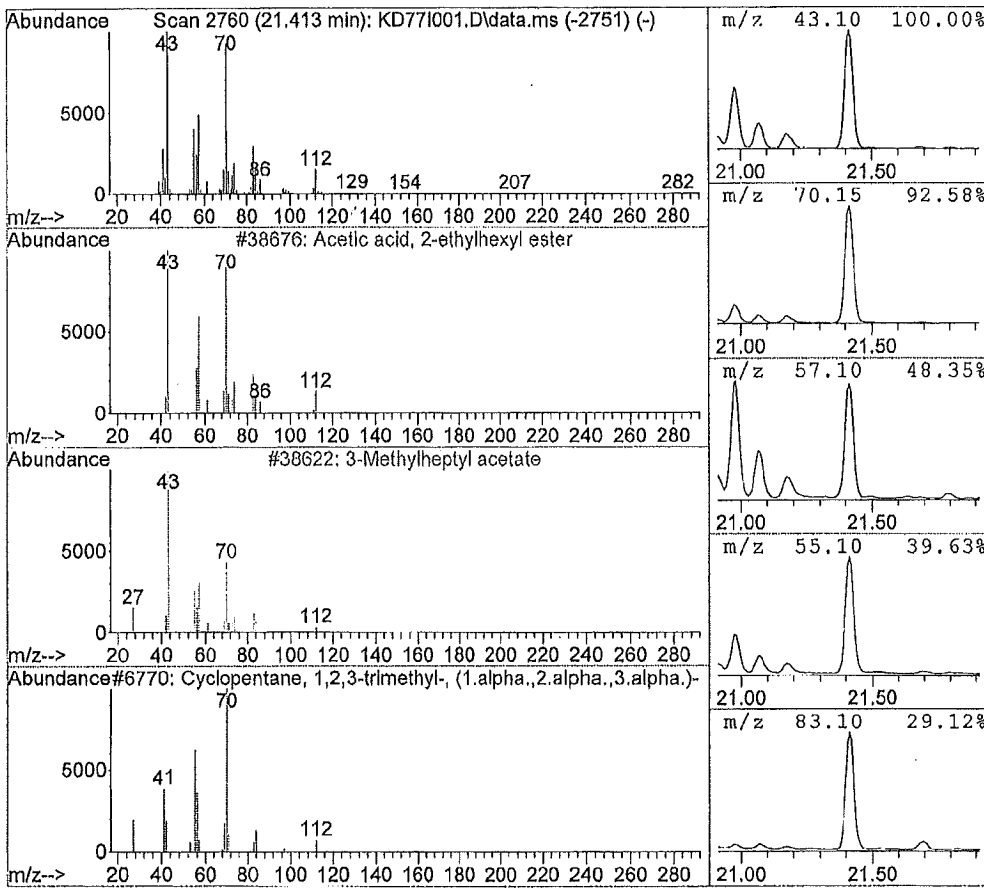 Abundance Scan 2760 (21.413 min): KD77I001.D\data.ms (-2751) (-)
43 70
5000
86 112
129 154 207 282
0
m/z--> 20 40 60 80 100 120 140 160 180 200 220 240 260 280
Abundance #38676: Acetic acid, 2-ethylhexyl ester
43 70
5000
86 112
0
m/z--> 20 40 60 80 100 120 140 160 180 200 220 240 260 280
Abundance #38622: 3-Methylheptyl acetate
43
5000
70
27
112
0
m/z--> 20 40 60 80 100 120 140 160 180 200 220 240 260 280
Abundance #6770: Cyclopentane, 1,2,3-trimethyl-, (1.alpha.,2.alpha.,3.alpha.)-
70
5000
41
112
0
m/z--> 20 40 60 80 100 120 140 160 180 200 220 240 260 280
m/z 43.10 100.00%
21.00 21.50
m/z 70.15 92.58%
21.00 21.50
m/z 57.10 48.35%
21.00 21.50
m/z 55.10 39.63%
21.00 21.50
m/z 83.10 29.12%
21.00 21.50